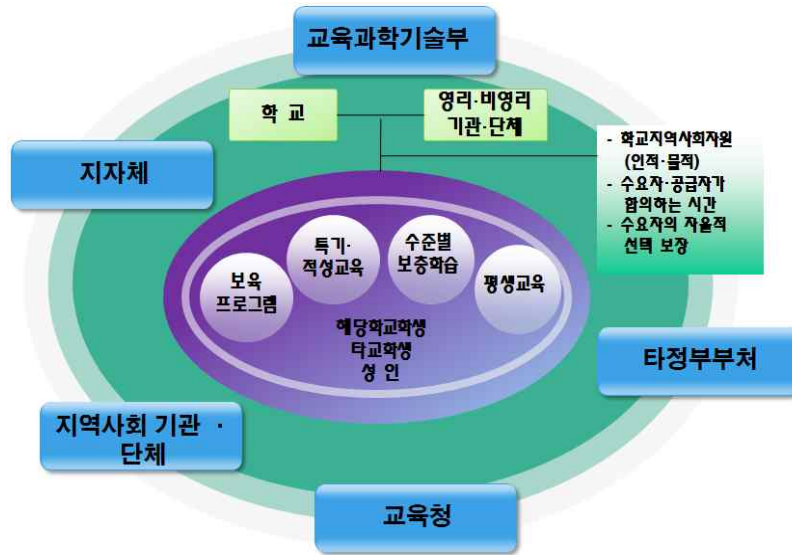 교육과학기술부
학 교
영리·비영리
기관·단체
- 학교지역사회자원
(인적·물적)
- 수요자·공급자가
합의하는 시간
- 수요자의 자율적
선택 보장
지자체
특기·
적성교육
수준별
보충학습
보육
프로그램
평생교육
해당학교학생
타교학생
성 인
타정부부처
지역사회 기관 ·
단체
교육청